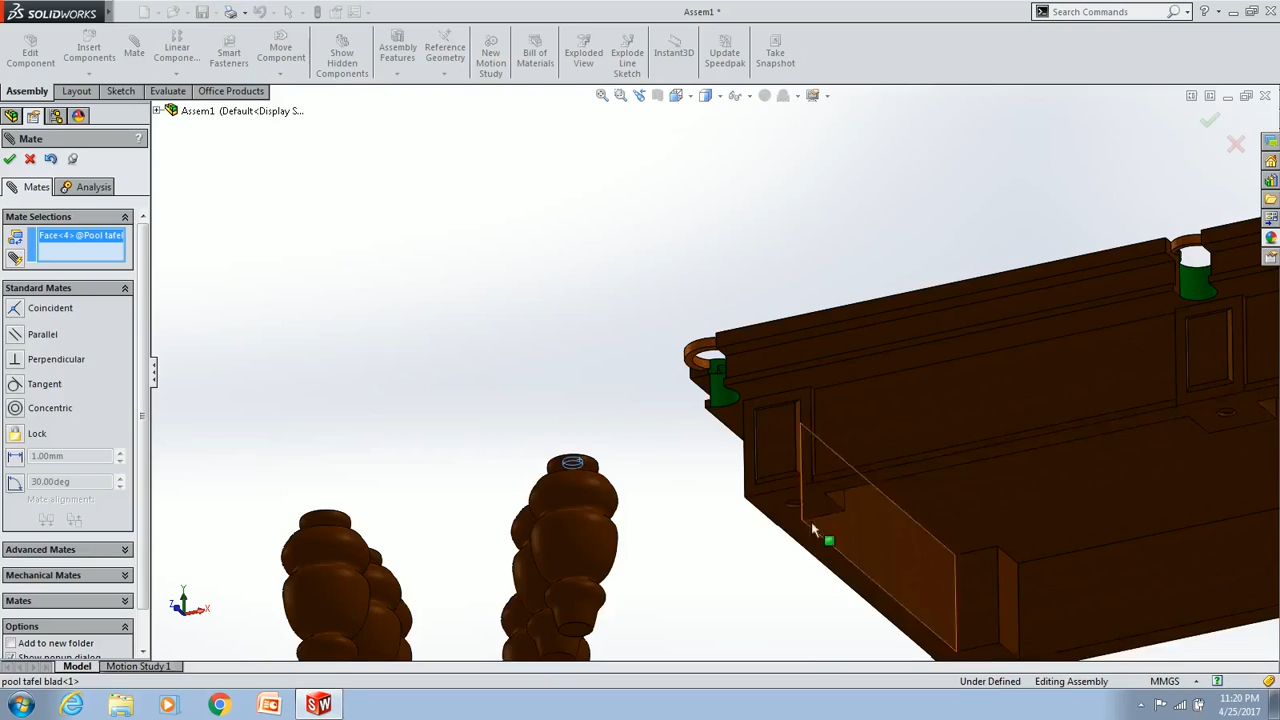 SOLIDWORKS
Assem1 *
Search Commands
Edit Component
Insert Components
Mate
Linear Compone...
Smart Fasteners
Move Component
Show Hidden Components
Assembly Features
Reference Geometry
New Motion Study
Bill of Materials
Exploded View
Explode Line Sketch
Instant3D
Update Speedpak
Take Snapshot
Assembly
Layout
Sketch
Evaluate
Office Products
Assem1 (Default<Display S...
Mate
?
Mates
Analysis
Mate Selections
Face<4>@Pool tafel
Standard Mates
Coincident
Parallel
Perpendicular
Tangent
Concentric
Lock
1.00mm
30.00deg
Mate alignment:
Advanced Mates
Mechanical Mates
Mates
Options
Add to new folder
Show popup dialog
Y
Z
X
Model
Motion Study 1
pool tafel blad<1>
Under Defined
Editing Assembly
MMGS
11:20 PM
4/25/2017